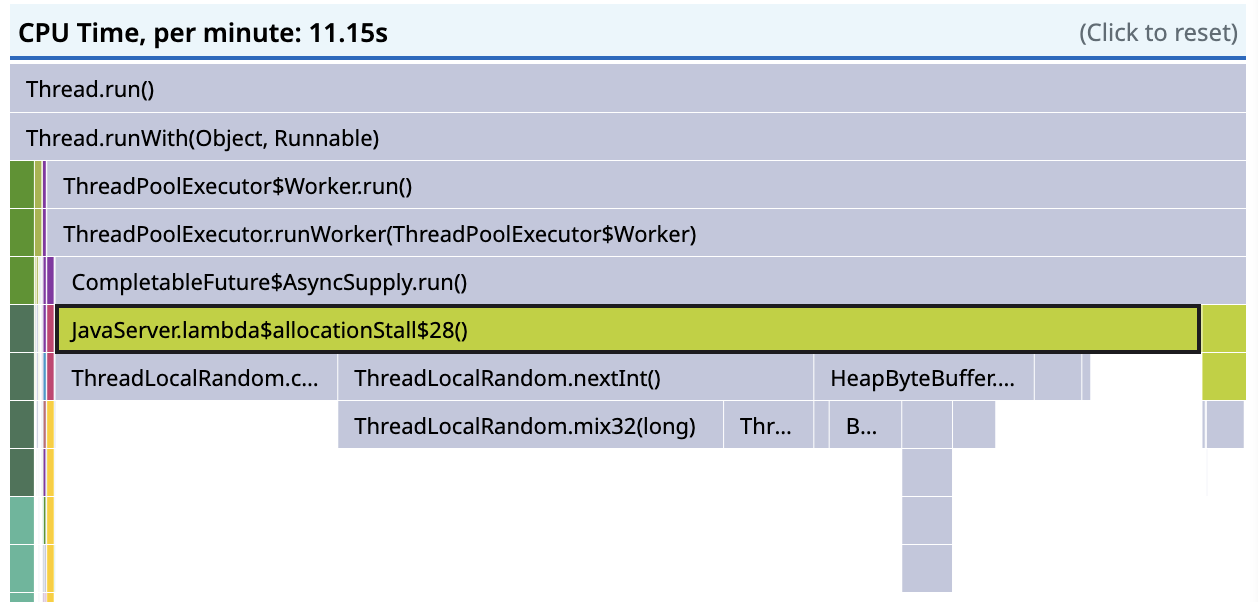 CPU Time, per minute: 11.15s (Click to reset)
Thread.run()
Thread.runWith(Object, Runnable)
ThreadPoolExecutor$Worker.run()
ThreadPoolExecutor.runWorker(ThreadPoolExecutor$Worker)
CompletableFuture$AsyncSupply.run()
JavaServer.lambda$allocationStall$28()
ThreadLocalRandom.c... ThreadLocalRandom.nextInt() HeapByteBuffer....
ThreadLocalRandom.mix32(long) Thr... B...